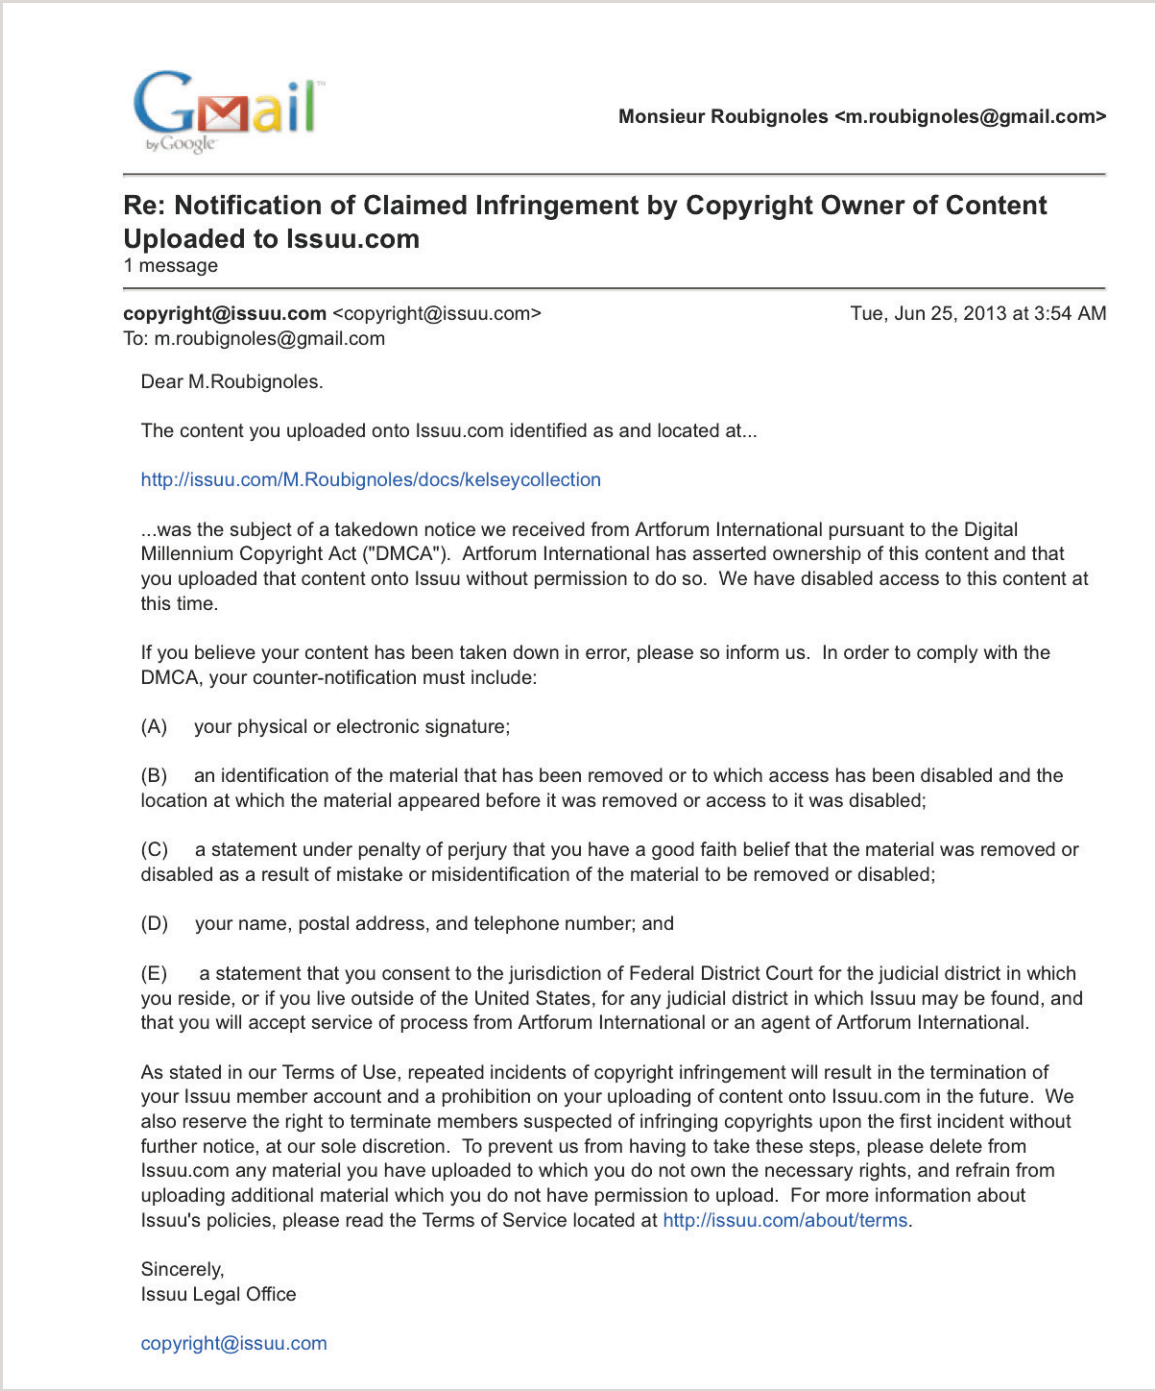 Gmail™
by Google™
Monsieur Roubignoles <m.roubignoles@gmail.com>
Re: Notification of Claimed Infringement by Copyright Owner of Content
Uploaded to Issuu.com
1 message
copyright@issuu.com <copyright@issuu.com>
Tue, Jun 25, 2013 at 3:54 AM
To: m.roubignoles@gmail.com
Dear M.Roubignoles.
The content you uploaded onto Issuu.com identified as and located at...
http://issuu.com/M.Roubignoles/docs/kelseycollection
...was the subject of a takedown notice we received from Artforum International pursuant to the Digital
Millennium Copyright Act ("DMCA").  Artforum International has asserted ownership of this content and that
you uploaded that content onto Issuu without permission to do so.  We have disabled access to this content at
this time.
If you believe your content has been taken down in error, please so inform us.  In order to comply with the
DMCA, your counter-notification must include:
(A)     your physical or electronic signature;
(B)     an identification of the material that has been removed or to which access has been disabled and the
location at which the material appeared before it was removed or access to it was disabled;
(C)     a statement under penalty of perjury that you have a good faith belief that the material was removed or
disabled as a result of mistake or misidentification of the material to be removed or disabled;
(D)     your name, postal address, and telephone number; and
(E)      a statement that you consent to the jurisdiction of Federal District Court for the judicial district in which
you reside, or if you live outside of the United States, for any judicial district in which Issuu may be found, and
that you will accept service of process from Artforum International or an agent of Artforum International.
As stated in our Terms of Use, repeated incidents of copyright infringement will result in the termination of
your Issuu member account and a prohibition on your uploading of content onto Issuu.com in the future.  We
also reserve the right to terminate members suspected of infringing copyrights upon the first incident without
further notice, at our sole discretion.  To prevent us from having to take these steps, please delete from
Issuu.com any material you have uploaded to which you do not own the necessary rights, and refrain from
uploading additional material which you do not have permission to upload.  For more information about
Issuu's policies, please read the Terms of Service located at http://issuu.com/about/terms.
Sincerely,
Issuu Legal Office
copyright@issuu.com